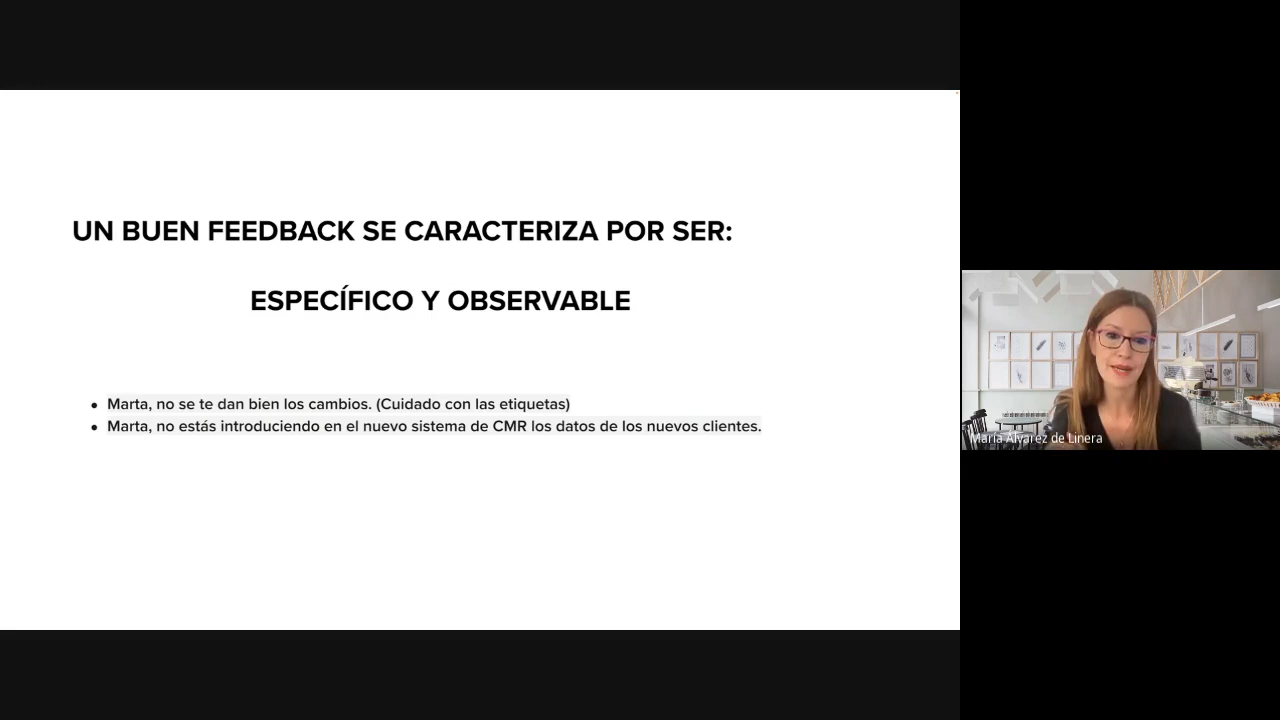 UN BUEN FEEDBACK SE CARACTERIZA POR SER:
ESPECÍFICO Y OBSERVABLE
• Marta, no se te dan bien los cambios. (Cuidado con las etiquetas)
• Marta, no estás introduciendo en el nuevo sistema de CMR los datos de los nuevos clientes.
María Álvarez de Linera